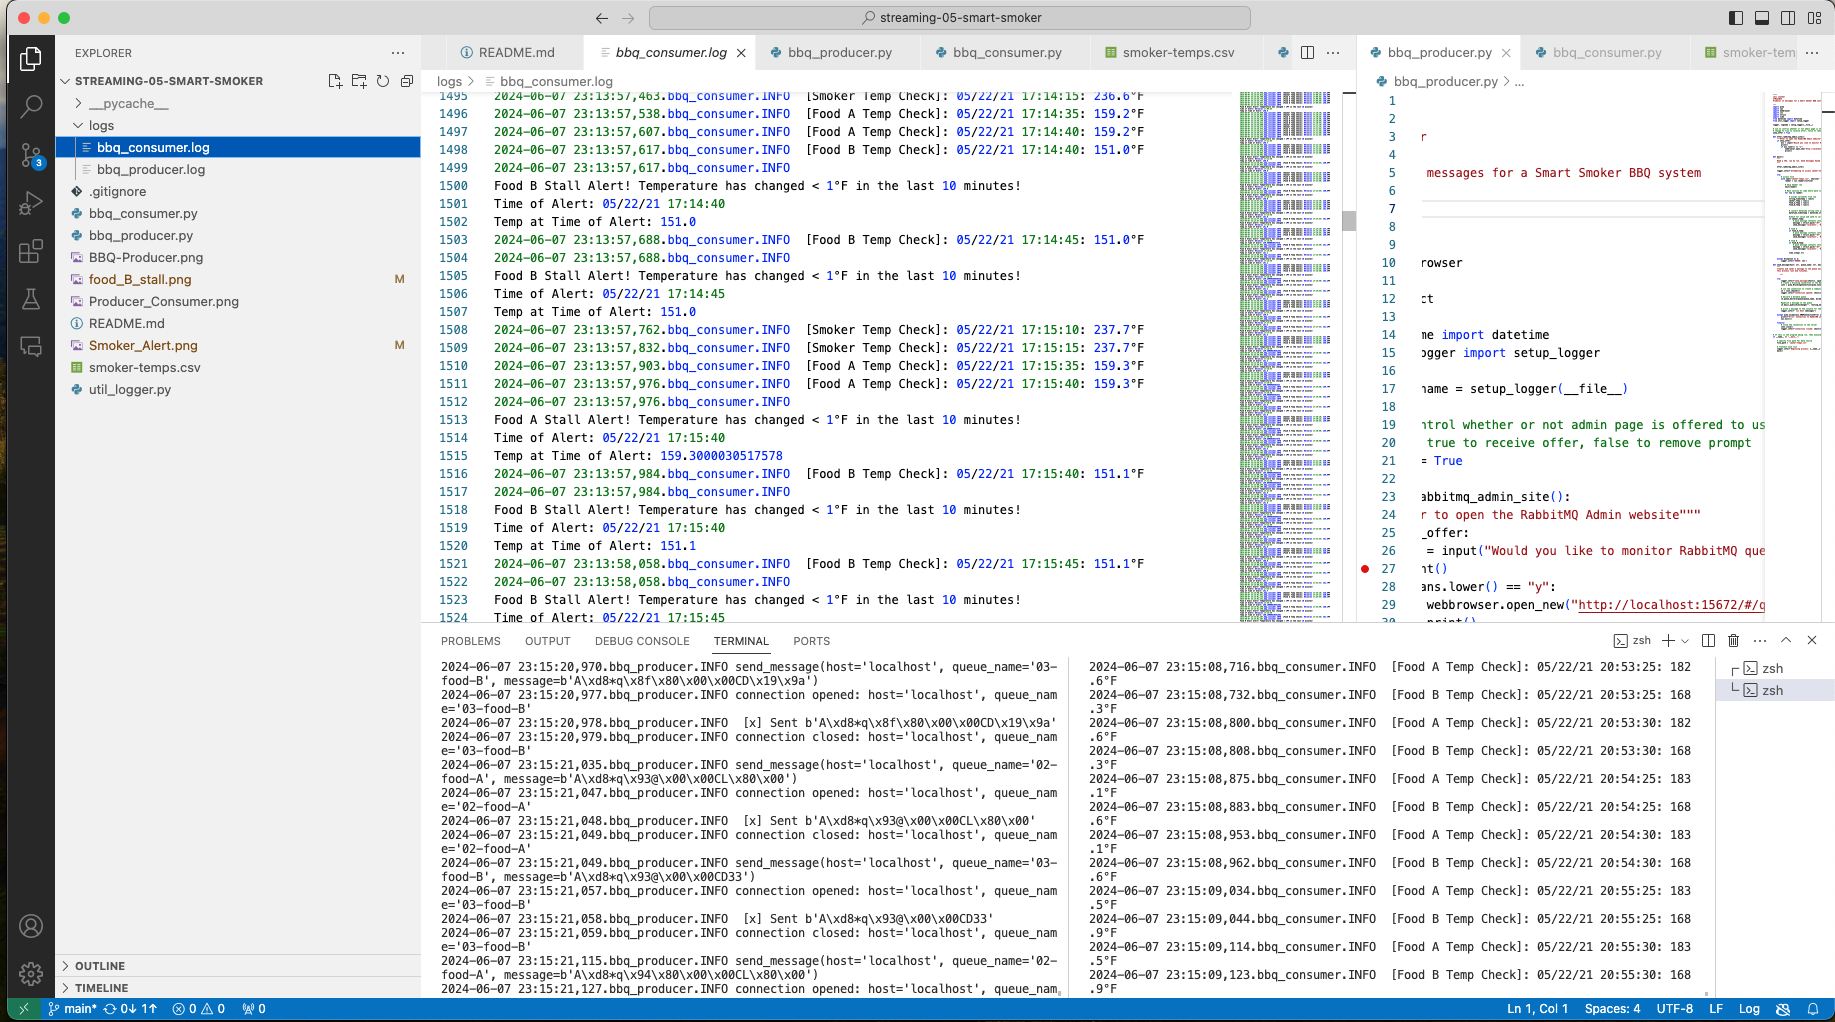 streaming-05-smart-smoker
EXPLORER
STREAMING-05-SMART-SMOKER
__pycache__
logs
bbq_consumer.log
bbq_producer.log
.gitignore
bbq_consumer.py
bbq_producer.py
BBQ-Producer.png
food_B_stall.png M
Producer_Consumer.png
README.md
Smoker_Alert.png M
smoker-temps.csv
util_logger.py
OUTLINE
TIMELINE
3
README.md bbq_consumer.log bbq_producer.py bbq_consumer.py smoker-temps.csv
logs > bbq_consumer.log
1495 2024-06-07 23:13:57,463.bbq_consumer.INFO [Smoker Temp Check]: 05/22/21 17:14:15: 236.6°F
1496 2024-06-07 23:13:57,538.bbq_consumer.INFO [Food A Temp Check]: 05/22/21 17:14:35: 159.2°F
1497 2024-06-07 23:13:57,607.bbq_consumer.INFO [Food A Temp Check]: 05/22/21 17:14:40: 159.2°F
1498 2024-06-07 23:13:57,617.bbq_consumer.INFO [Food B Temp Check]: 05/22/21 17:14:40: 151.0°F
1499 2024-06-07 23:13:57,617.bbq_consumer.INFO
1500 Food B Stall Alert! Temperature has changed < 1°F in the last 10 minutes!
1501 Time of Alert: 05/22/21 17:14:40
1502 Temp at Time of Alert: 151.0
1503 2024-06-07 23:13:57,688.bbq_consumer.INFO [Food B Temp Check]: 05/22/21 17:14:45: 151.0°F
1504 2024-06-07 23:13:57,688.bbq_consumer.INFO
1505 Food B Stall Alert! Temperature has changed < 1°F in the last 10 minutes!
1506 Time of Alert: 05/22/21 17:14:45
1507 Temp at Time of Alert: 151.0
1508 2024-06-07 23:13:57,762.bbq_consumer.INFO [Smoker Temp Check]: 05/22/21 17:15:10: 237.7°F
1509 2024-06-07 23:13:57,832.bbq_consumer.INFO [Smoker Temp Check]: 05/22/21 17:15:15: 237.7°F
1510 2024-06-07 23:13:57,903.bbq_consumer.INFO [Food A Temp Check]: 05/22/21 17:15:35: 159.3°F
1511 2024-06-07 23:13:57,976.bbq_consumer.INFO [Food A Temp Check]: 05/22/21 17:15:40: 159.3°F
1512 2024-06-07 23:13:57,976.bbq_consumer.INFO
1513 Food A Stall Alert! Temperature has changed < 1°F in the last 10 minutes!
1514 Time of Alert: 05/22/21 17:15:40
1515 Temp at Time of Alert: 159.3000030517578
1516 2024-06-07 23:13:57,984.bbq_consumer.INFO [Food B Temp Check]: 05/22/21 17:15:40: 151.1°F
1517 2024-06-07 23:13:57,984.bbq_consumer.INFO
1518 Food B Stall Alert! Temperature has changed < 1°F in the last 10 minutes!
1519 Time of Alert: 05/22/21 17:15:40
1520 Temp at Time of Alert: 151.1
1521 2024-06-07 23:13:58,058.bbq_consumer.INFO [Food B Temp Check]: 05/22/21 17:15:45: 151.1°F
1522 2024-06-07 23:13:58,058.bbq_consumer.INFO
1523 Food B Stall Alert! Temperature has changed < 1°F in the last 10 minutes!
1524 Time of Alert: 05/22/21 17:15:45
bbq_producer.py bbq_consumer.py smoker-tem
bbq_producer.py > ...
1
2
3 r
4
5 messages for a Smart Smoker BBQ system
6
7
8
9
10 rowser
11
12 ct
13
14 me import datetime
15 ogger import setup_logger
16
17 name = setup_logger(__file__)
18
19 ntrol whether or not admin page is offered to us
20 true to receive offer, false to remove prompt
21 = True
22
23 abbitmq_admin_site():
24 r to open the RabbitMQ Admin website"""
25 _offer:
26 = input("Would you like to monitor RabbitMQ que
27 nt()
28 ans.lower() == "y":
29 webbrowser.open_new("http://localhost:15672/#/q
30 print()
PROBLEMS OUTPUT DEBUG CONSOLE TERMINAL PORTS
zsh
2024-06-07 23:15:20,970.bbq_producer.INFO send_message(host='localhost', queue_name='03-
food-B', message=b'A\xd8*q\x8f\x80\x00\x00CD\x19\x9a')
2024-06-07 23:15:20,977.bbq_producer.INFO connection opened: host='localhost', queue_nam
e='03-food-B'
2024-06-07 23:15:20,978.bbq_producer.INFO [x] Sent b'A\xd8*q\x8f\x80\x00\x00CD\x19\x9a'
2024-06-07 23:15:20,979.bbq_producer.INFO connection closed: host='localhost', queue_nam
e='03-food-B'
2024-06-07 23:15:21,035.bbq_producer.INFO send_message(host='localhost', queue_name='02-
food-A', message=b'A\xd8*q\x93@\x00\x00CL\x80\x00')
2024-06-07 23:15:21,047.bbq_producer.INFO connection opened: host='localhost', queue_nam
e='02-food-A'
2024-06-07 23:15:21,048.bbq_producer.INFO [x] Sent b'A\xd8*q\x93@\x00\x00CL\x80\x00'
2024-06-07 23:15:21,049.bbq_producer.INFO connection closed: host='localhost', queue_nam
e='02-food-A'
2024-06-07 23:15:21,049.bbq_producer.INFO send_message(host='localhost', queue_name='03-
food-B', message=b'A\xd8*q\x93@\x00\x00CD33')
2024-06-07 23:15:21,057.bbq_producer.INFO connection opened: host='localhost', queue_nam
e='03-food-B'
2024-06-07 23:15:21,058.bbq_producer.INFO [x] Sent b'A\xd8*q\x93@\x00\x00CD33'
2024-06-07 23:15:21,059.bbq_producer.INFO connection closed: host='localhost', queue_nam
e='03-food-B'
2024-06-07 23:15:21,115.bbq_producer.INFO send_message(host='localhost', queue_name='02-
food-A', message=b'A\xd8*q\x94\x80\x00\x00CL\x80\x00')
2024-06-07 23:15:21,127.bbq_producer.INFO connection opened: host='localhost', queue_nam
2024-06-07 23:15:08,716.bbq_consumer.INFO [Food A Temp Check]: 05/22/21 20:53:25: 182
.6°F
2024-06-07 23:15:08,732.bbq_consumer.INFO [Food B Temp Check]: 05/22/21 20:53:25: 168
.3°F
2024-06-07 23:15:08,800.bbq_consumer.INFO [Food A Temp Check]: 05/22/21 20:53:30: 182
.6°F
2024-06-07 23:15:08,808.bbq_consumer.INFO [Food B Temp Check]: 05/22/21 20:53:30: 168
.3°F
2024-06-07 23:15:08,875.bbq_consumer.INFO [Food A Temp Check]: 05/22/21 20:54:25: 183
.1°F
2024-06-07 23:15:08,883.bbq_consumer.INFO [Food B Temp Check]: 05/22/21 20:54:25: 168
.6°F
2024-06-07 23:15:08,953.bbq_consumer.INFO [Food A Temp Check]: 05/22/21 20:54:30: 183
.1°F
2024-06-07 23:15:08,962.bbq_consumer.INFO [Food B Temp Check]: 05/22/21 20:54:30: 168
.6°F
2024-06-07 23:15:09,034.bbq_consumer.INFO [Food A Temp Check]: 05/22/21 20:55:25: 183
.5°F
2024-06-07 23:15:09,044.bbq_consumer.INFO [Food B Temp Check]: 05/22/21 20:55:25: 168
.9°F
2024-06-07 23:15:09,114.bbq_consumer.INFO [Food A Temp Check]: 05/22/21 20:55:30: 183
.5°F
2024-06-07 23:15:09,123.bbq_consumer.INFO [Food B Temp Check]: 05/22/21 20:55:30: 168
.9°F
zsh
zsh
main* 0↓ 1↑ 0 0 0 Ln 1, Col 1 Spaces: 4 UTF-8 LF Log